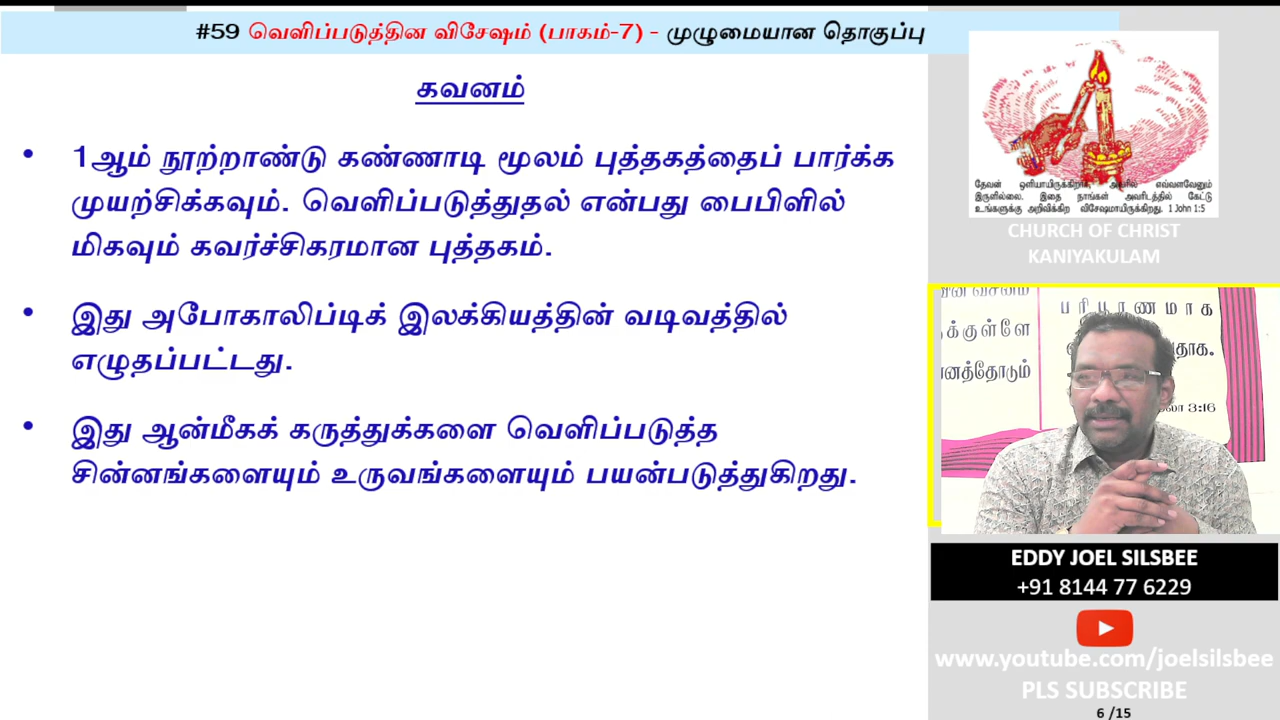 #59 வெளிப்படுத்தின விசேஷம் (பாகம்-7) - முழுமையான தொகுப்பு
கவனம்
• 1ஆம் நூற்றாண்டு கண்ணாடி மூலம் புத்தகத்தைப் பார்க்க
முயற்சிக்கவும். வெளிப்படுத்துதல் என்பது பைபிளில்
மிகவும் கவர்ச்சிகரமான புத்தகம்.
• இது அபோகாலிப்டிக் இலக்கியத்தின் வடிவத்தில்
எழுதப்பட்டது.
• இது ஆன்மீகக் கருத்துக்களை வெளிப்படுத்த
சின்னங்களையும் உருவங்களையும் பயன்படுத்துகிறது.
தேவன் ஒளியாயிருக்கிறார், அவரில் எவ்வளவேனும்
இருளில்லை. இதை நாங்கள் அவரிடத்தில் கேட்டு
உங்களுக்கு அறிவிக்கிற விசேஷமாயிருக்கிறது. 1 John 1:5
CHURCH OF CHRIST
KANIYAKULAM
வசனம்
பரிபூரணமாக
க்குள்ளே
தாக.
த்தோடும்
3:16
EDDY JOEL SILSBEE
+91 8144 77 6229
www.youtube.com/joelsilsbee
PLS SUBSCRIBE
6 /15